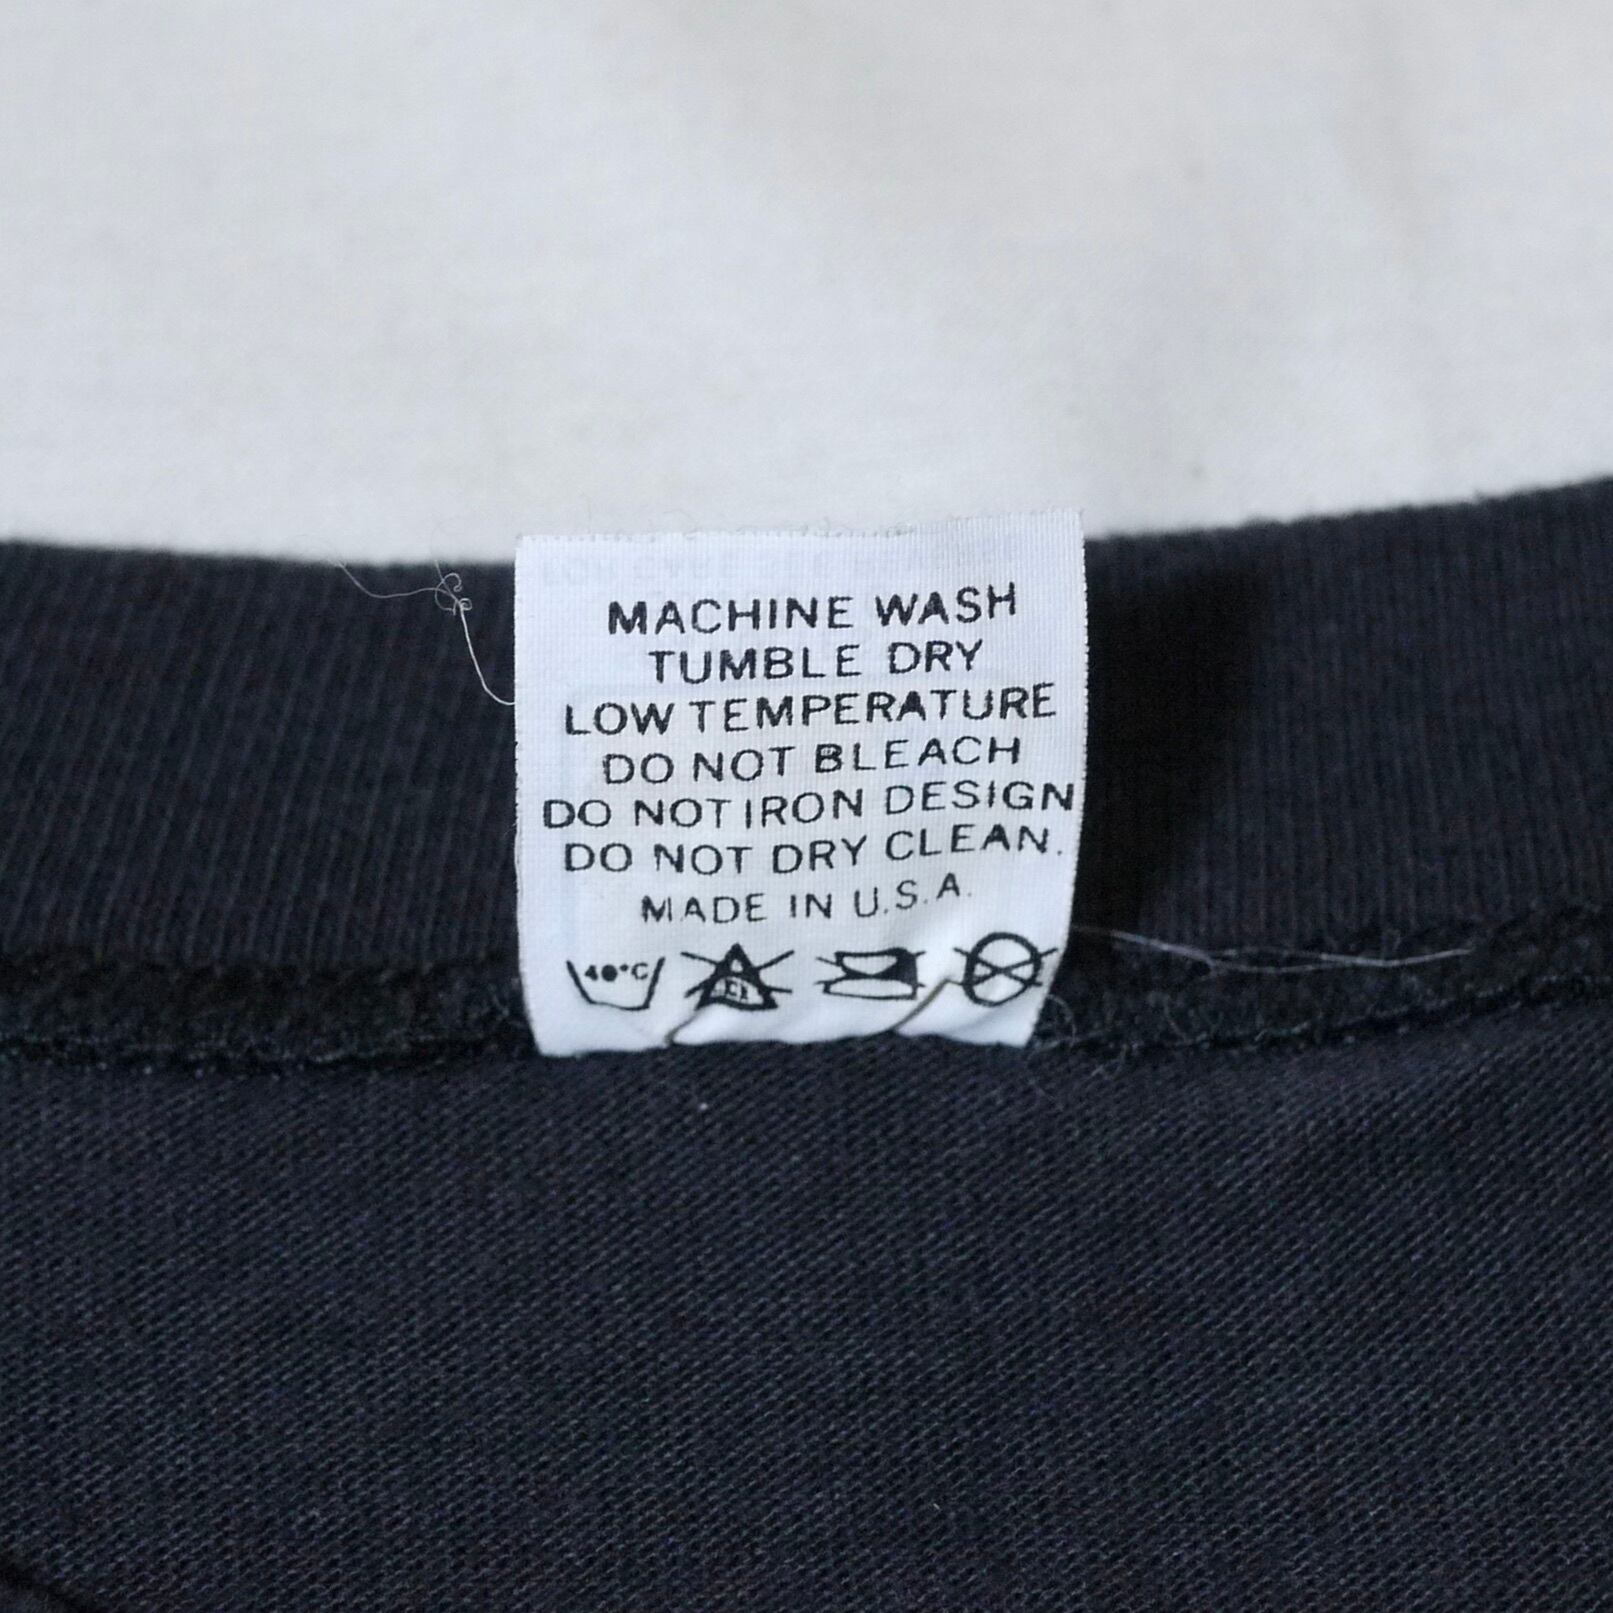 MACHINE WASH
TUMBLE DRY
LOW TEMPERATURE
DO NOT BLEACH
DO NOT IRON DESIGN
DO NOT DRY CLEAN.
MADE IN U.S.A.
40°C